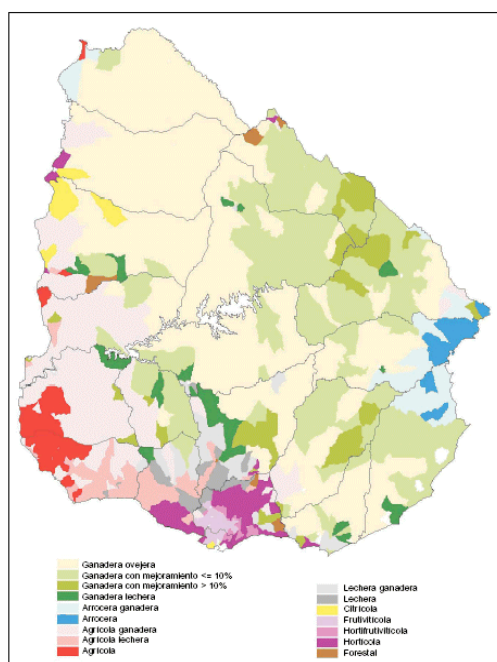 Ganadera ovejera
Ganadera con mejoramiento <= 10%
Ganadera con mejoramiento > 10%
Ganadera lechera
Arrocera ganadera
Arrocera
Agrícola ganadera
Agrícola lechera
Agrícola
Lechera ganadera
Lechera
Citrícola
Frutivitícola
Hortifrutivitícola
Hortícola
Forestal